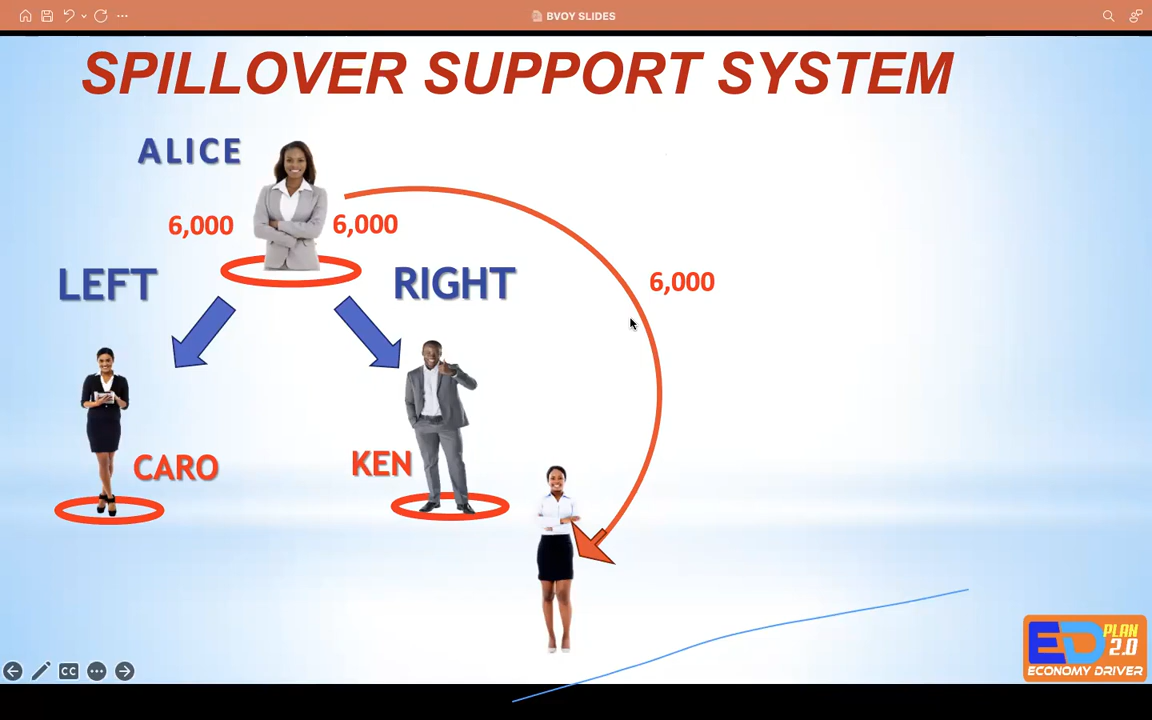 BVOY SLIDES
SPILLOVER SUPPORT SYSTEM
ALICE
6,000
6,000
6,000
LEFT
RIGHT
CARO
KEN
CC
ED PLAN
2.0
ECONOMY DRIVER